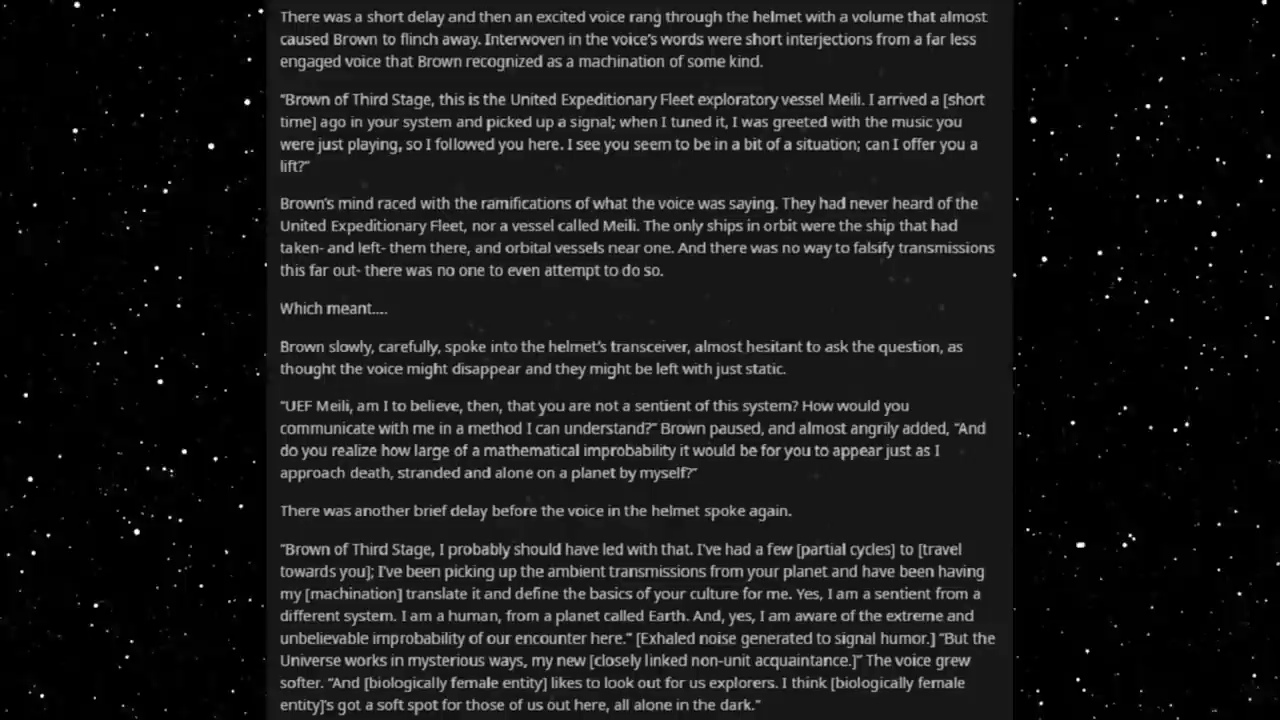 There was a short delay and then an excited voice rang through the helmet with a volume that almost
caused Brown to flinch away. Interwoven in the voice's words were short interjections from a far less
engaged voice that Brown recognized as a machination of some kind.
“Brown of Third Stage, this is the United Expeditionary Fleet exploratory vessel Meili. I arrived a [short
time] ago in your system and picked up a signal; when I tuned it, I was greeted with the music you
were just playing, so I followed you here. I see you seem to be in a bit of a situation; can I offer you a
lift?”
Brown's mind raced with the ramifications of what the voice was saying. They had never heard of the
United Expeditionary Fleet, nor a vessel called Meili. The only ships in orbit were the ship that had
taken- and left- them there, and orbital vessels near one. And there was no way to falsify transmissions
this far out- there was no one to even attempt to do so.
Which meant....
Brown slowly, carefully, spoke into the helmet's transceiver, almost hesitant to ask the question, as
thought the voice might disappear and they might be left with just static.
“UEF Meili, am I to believe, then, that you are not a sentient of this system? How would you
communicate with me in a method I can understand?” Brown paused, and almost angrily added, “And
do you realize how large of a mathematical improbability it would be for you to appear just as I
approach death, stranded and alone on a planet by myself?”
There was another brief delay before the voice in the helmet spoke again.
“Brown of Third Stage, I probably should have led with that. I've had a few [partial cycles] to [travel
towards you]; I've been picking up the ambient transmissions from your planet and have been having
my [machination] translate it and define the basics of your culture for me. Yes, I am a sentient from a
different system. I am a human, from a planet called Earth. And, yes, I am aware of the extreme and
unbelievable improbability of our encounter here.” [Exhaled noise generated to signal humor.] “But the
Universe works in mysterious ways, my new [closely linked non-unit acquaintance.]” The voice grew
softer. “And [biologically female entity] likes to look out for us explorers. I think [biologically female
entity]'s got a soft spot for those of us out here, all alone in the dark.”